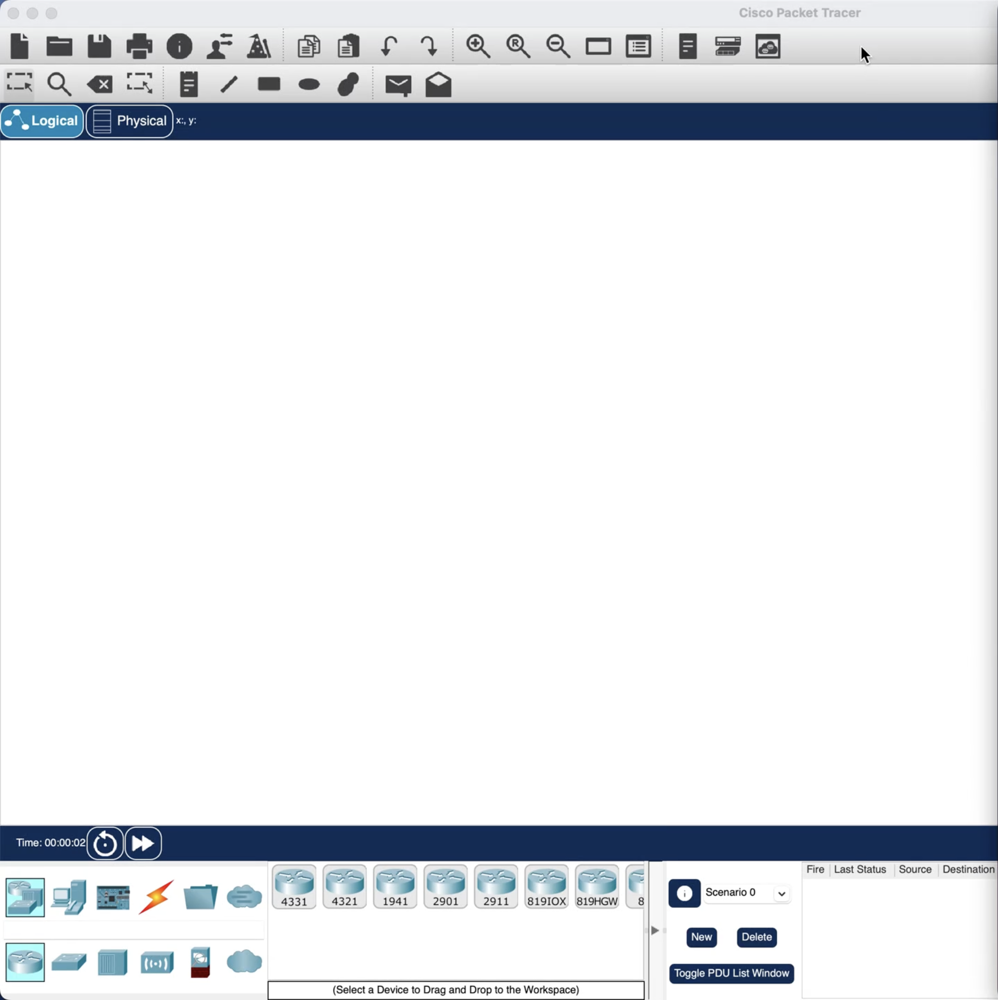 Cisco Packet Tracer
Logical Physical x:, y:
Time: 00:00:02
4331 4321 1941 2901 2911 819IOX 819HGW 8
(Select a Device to Drag and Drop to the Workspace)
Scenario 0
New Delete
Toggle PDU List Window
Fire Last Status Source Destination